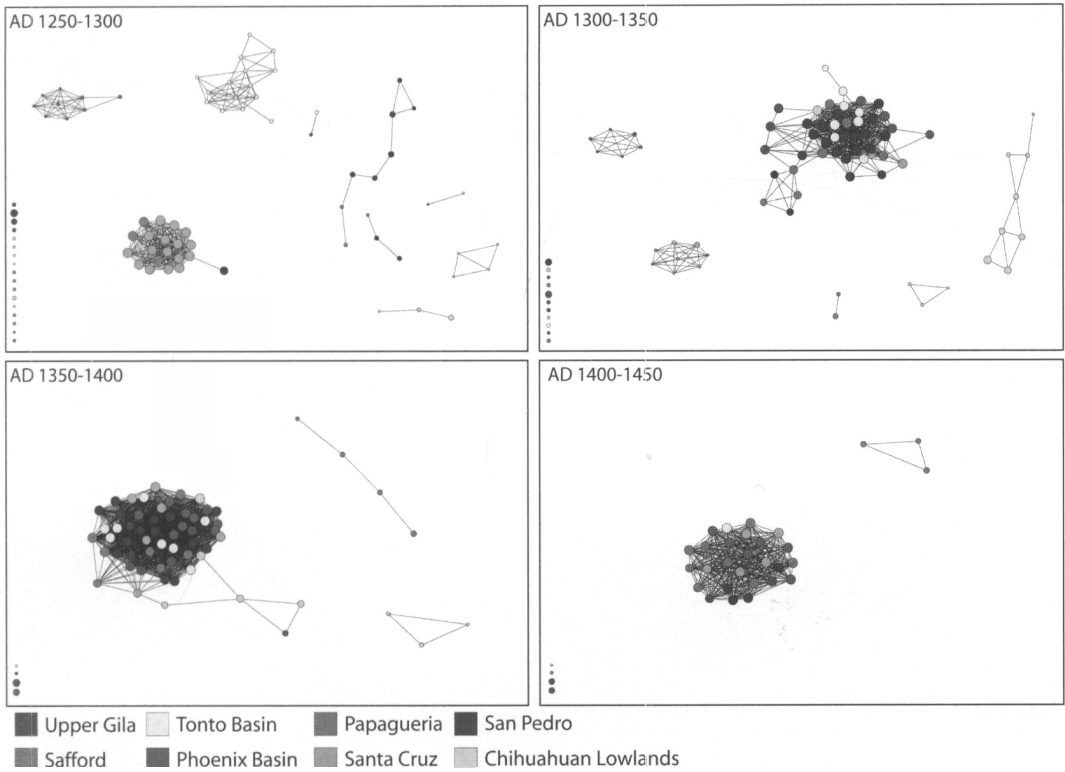 AD 1250-1300
AD 1300-1350
AD 1350-1400
AD 1400-1450
Upper Gila Tonto Basin Papagueria San Pedro
Safford Phoenix Basin Santa Cruz Chihuahuan Lowlands